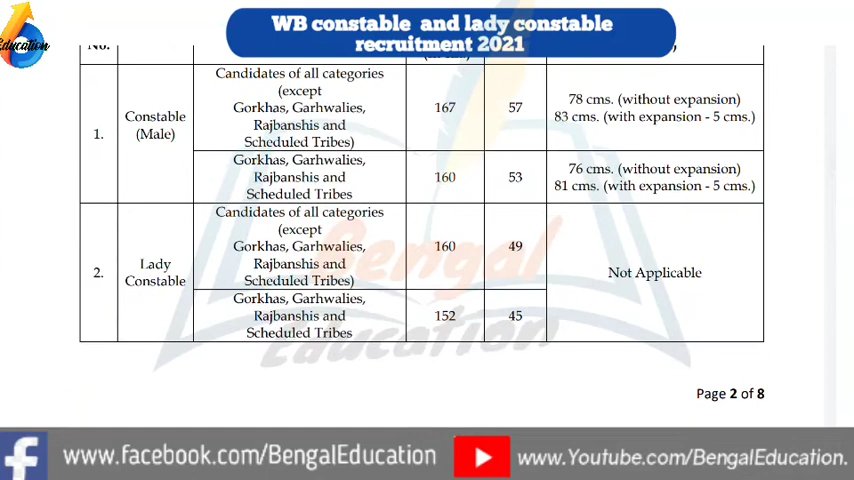 WB constable and lady constable
recruitment 2021
Education
No.
Candidates of all categories
(except
Gorkhas, Garhwalies,
Rajbanshis and
Scheduled Tribes)
167
57
78 cms. (without expansion)
83 cms. (with expansion - 5 cms.)
1.
Constable
(Male)
Gorkhas, Garhwalies,
Rajbanshis and
Scheduled Tribes
160
53
76 cms. (without expansion)
81 cms. (with expansion - 5 cms.)
2.
Lady
Constable
Candidates of all categories
(except
Gorkhas, Garhwalies,
Rajbanshis and
Scheduled Tribes)
160
49
Not Applicable
Gorkhas, Garhwalies,
Rajbanshis and
Scheduled Tribes
152
45
Bengal
Education
Page 2 of 8
www.facebook.com/BengalEducation
www.Youtube.com/BengalEducation.